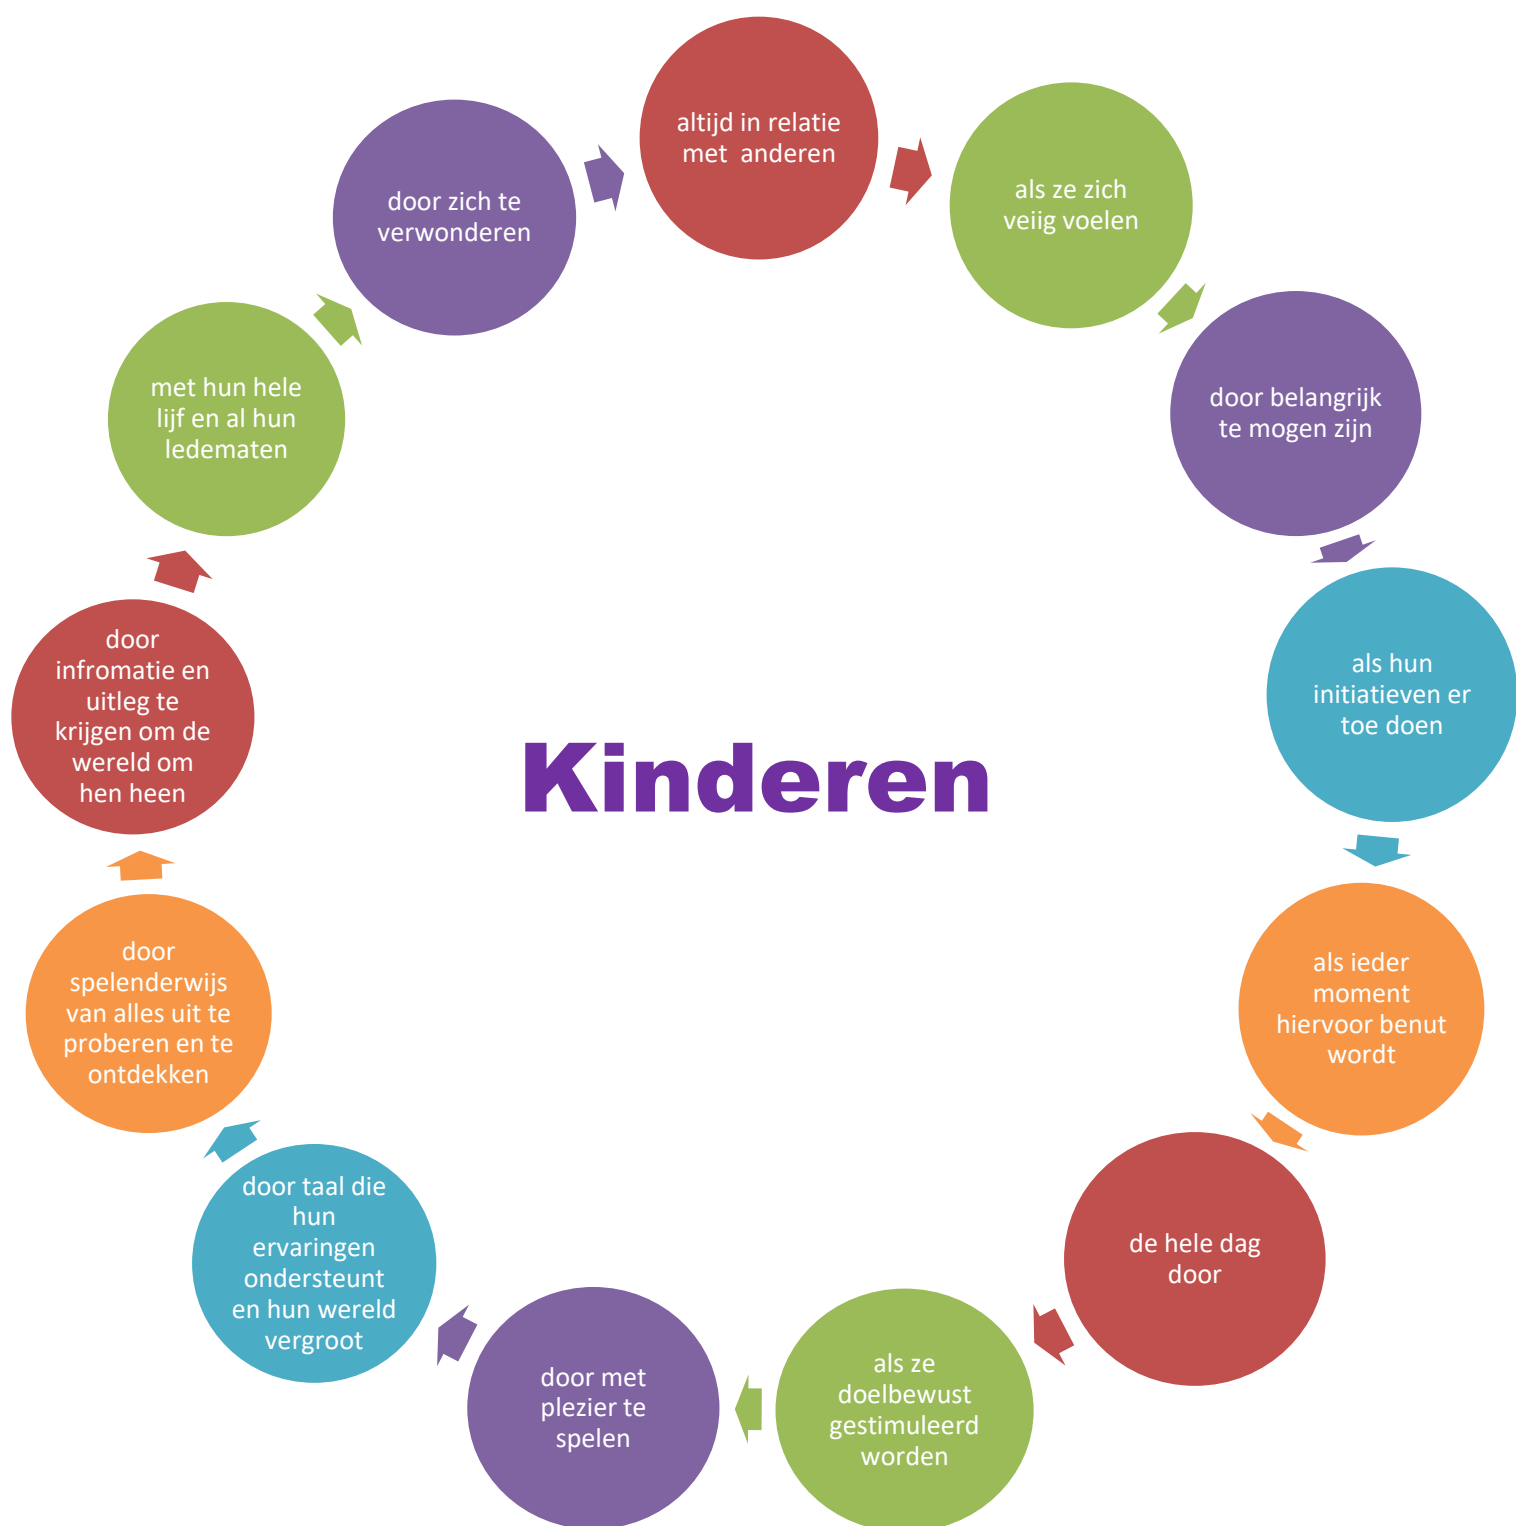 altijd in relatie
met anderen
als ze zich
veiig voelen
door belangrijk
te mogen zijn
als hun
initiatieven er
toe doen
als ieder
moment
hiervoor benut
wordt
de hele dag
door
als ze
doelbewust
gestimuleerd
worden
door met
plezier te
spelen
door taal die
hun
ervaringen
ondersteunt
en hun wereld
vergroot
door
spelenderwijs
van alles uit te
proberen en te
ontdekken
door
infromatie en
uitleg te
krijgen om de
wereld om
hen heen
met hun hele
lijf en al hun
ledematen
door zich te
verwonderen
Kinderen